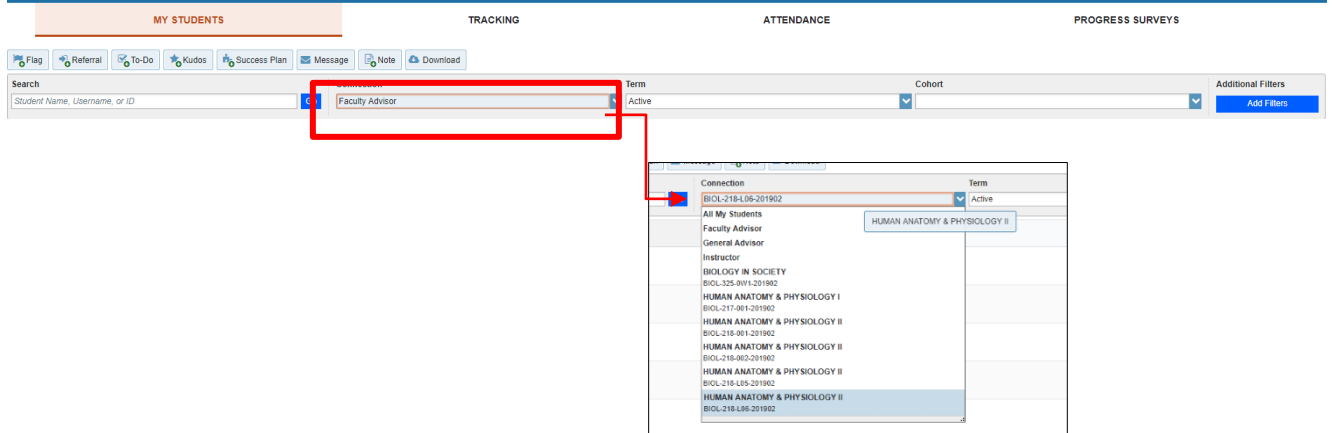 MY STUDENTS TRACKING ATTENDANCE PROGRESS SURVEYS
Flag Referral To-Do Kudos Success Plan Message Note Download
Search Connection Term Cohort Additional Filters
Student Name, Username, or ID Go Faculty Advisor Active Add Filters
Connection Term
BIOL-218-L06-201902 Active
All My Students
HUMAN ANATOMY & PHYSIOLOGY II
Faculty Advisor
General Advisor
Instructor
BIOLOGY IN SOCIETY
BIOL-325-0W1-201902
HUMAN ANATOMY & PHYSIOLOGY I
BIOL-217-001-201902
HUMAN ANATOMY & PHYSIOLOGY II
BIOL-218-001-201902
HUMAN ANATOMY & PHYSIOLOGY II
BIOL-218-002-201902
HUMAN ANATOMY & PHYSIOLOGY II
BIOL-218-L05-201902
HUMAN ANATOMY & PHYSIOLOGY II
BIOL-218-L06-201902